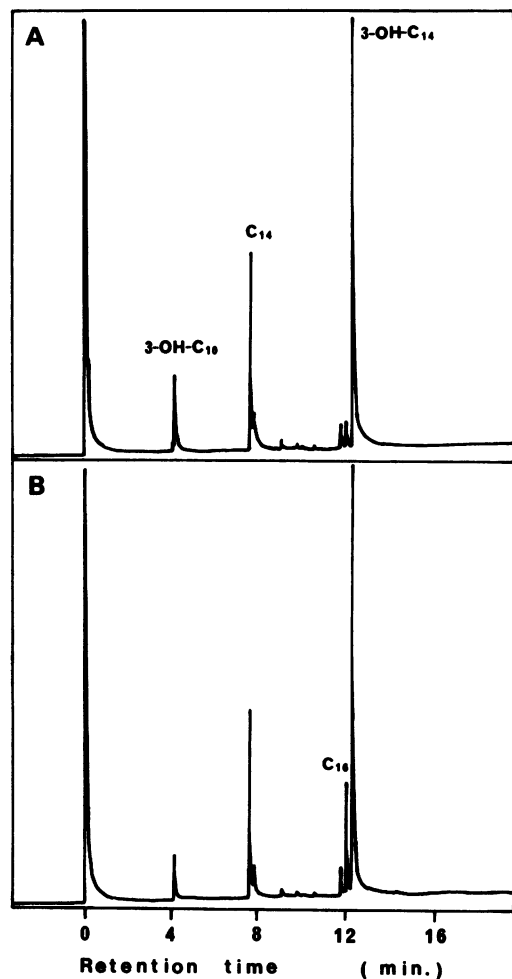 A
3-OH-C₁₄
C₁₄
3-OH-C₁₀
B
C₁₆
0 4 8 12 16
Retention time (min.)